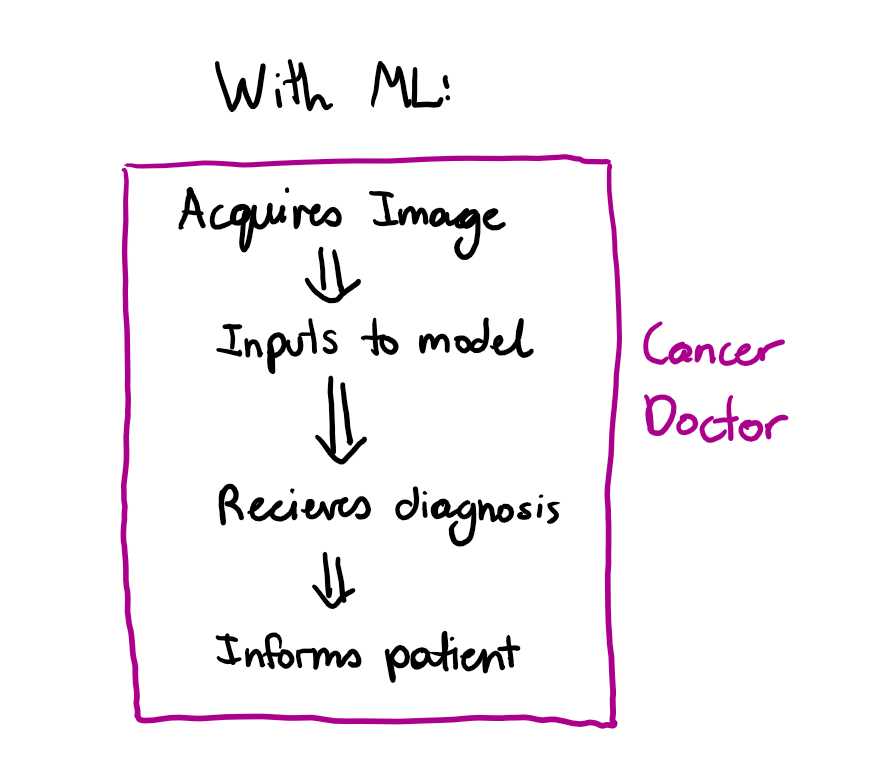 With ML:
Acquires Image
Inputs to model
Cancer
Doctor
Recieves diagnosis
Informs patient